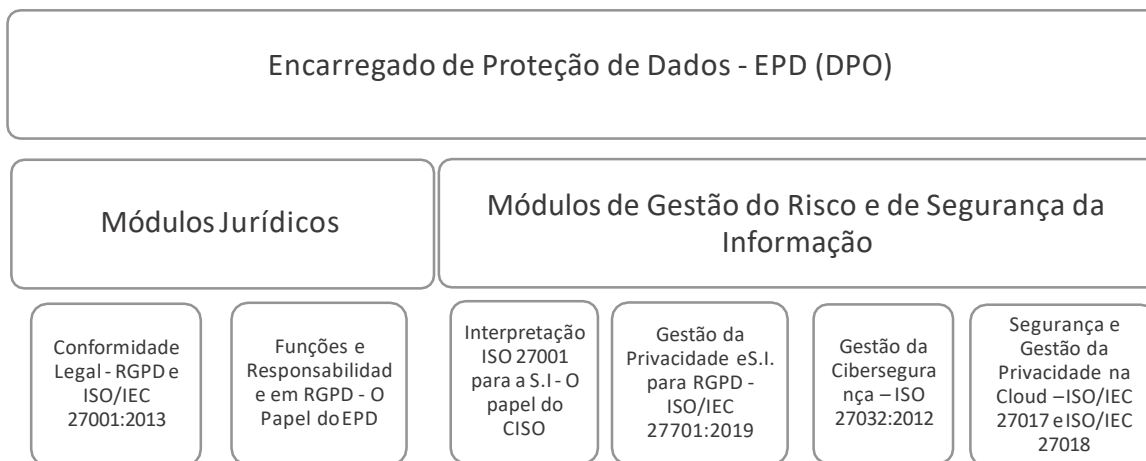 Encarregado de Proteção de Dados - EPD (DPO)
Módulos Jurídicos
Módulos de Gestão do Risco e de Segurança da
Informação
Conformidade
Legal - RGPD e
ISO/IEC
27001:2013
Funções e
Responsabilidad
e em RGPD - O
Papel do EPD
Interpretação
ISO 27001
para a S.I - O
papel do
CISO
Gestão da
Privacidade e S.I.
para RGPD -
ISO/IEC
27701:2019
Gestão da
Cibersegura
nça – ISO
27032:2012
Segurança e
Gestão da
Privacidade na
Cloud – ISO/IEC
27017 e ISO/IEC
27018